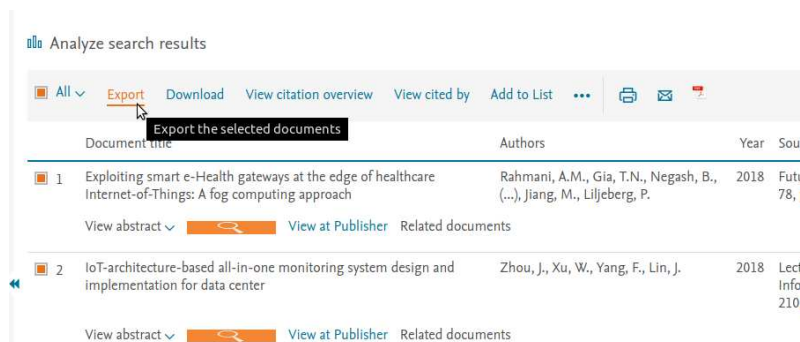 Analyze search results
All Export Download View citation overview View cited by Add to List •••
Export the selected documents
Document title Authors Year Sou
1 Exploiting smart e-Health gateways at the edge of healthcare Rahmani, A.M., Gia, T.N., Negash, B., 2018 Futu
Internet-of-Things: A fog computing approach (...), Jiang, M., Liljeberg, P. 78,
View abstract View at Publisher Related documents
2 IoT-architecture-based all-in-one monitoring system design and Zhou, J., Xu, W., Yang, F., Lin, J. 2018 Lect
implementation for data center Info
210
View abstract View at Publisher Related documents